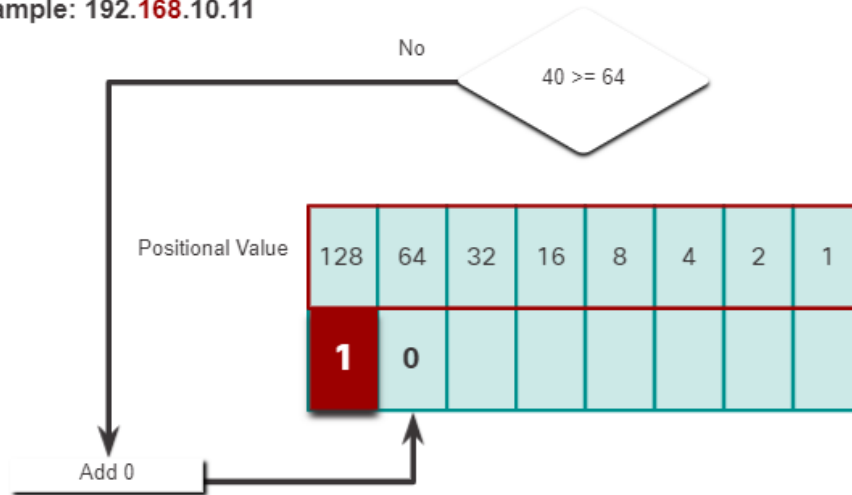 ample: 192.168.10.11
No
40 >= 64
Positional Value
128 64 32 16 8 4 2 1
1 0
Add 0